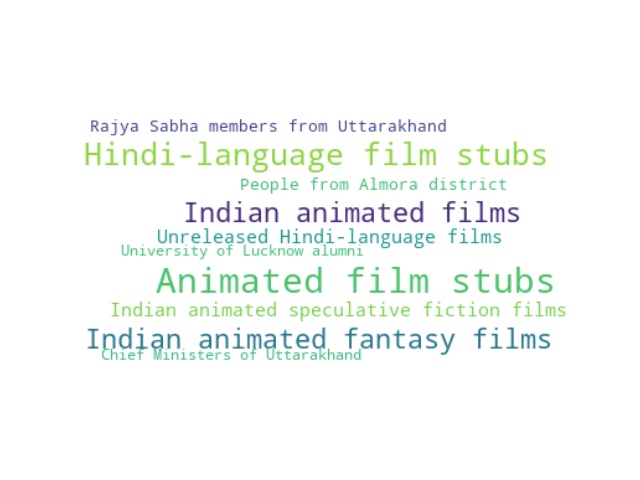 Rajya Sabha members from Uttarakhand
Hindi-language film stubs
People from Almora district
Indian animated films
Unreleased Hindi-language films
University of Lucknow alumni
Animated film stubs
Indian animated speculative fiction films
Indian animated fantasy films
Chief Ministers of Uttarakhand